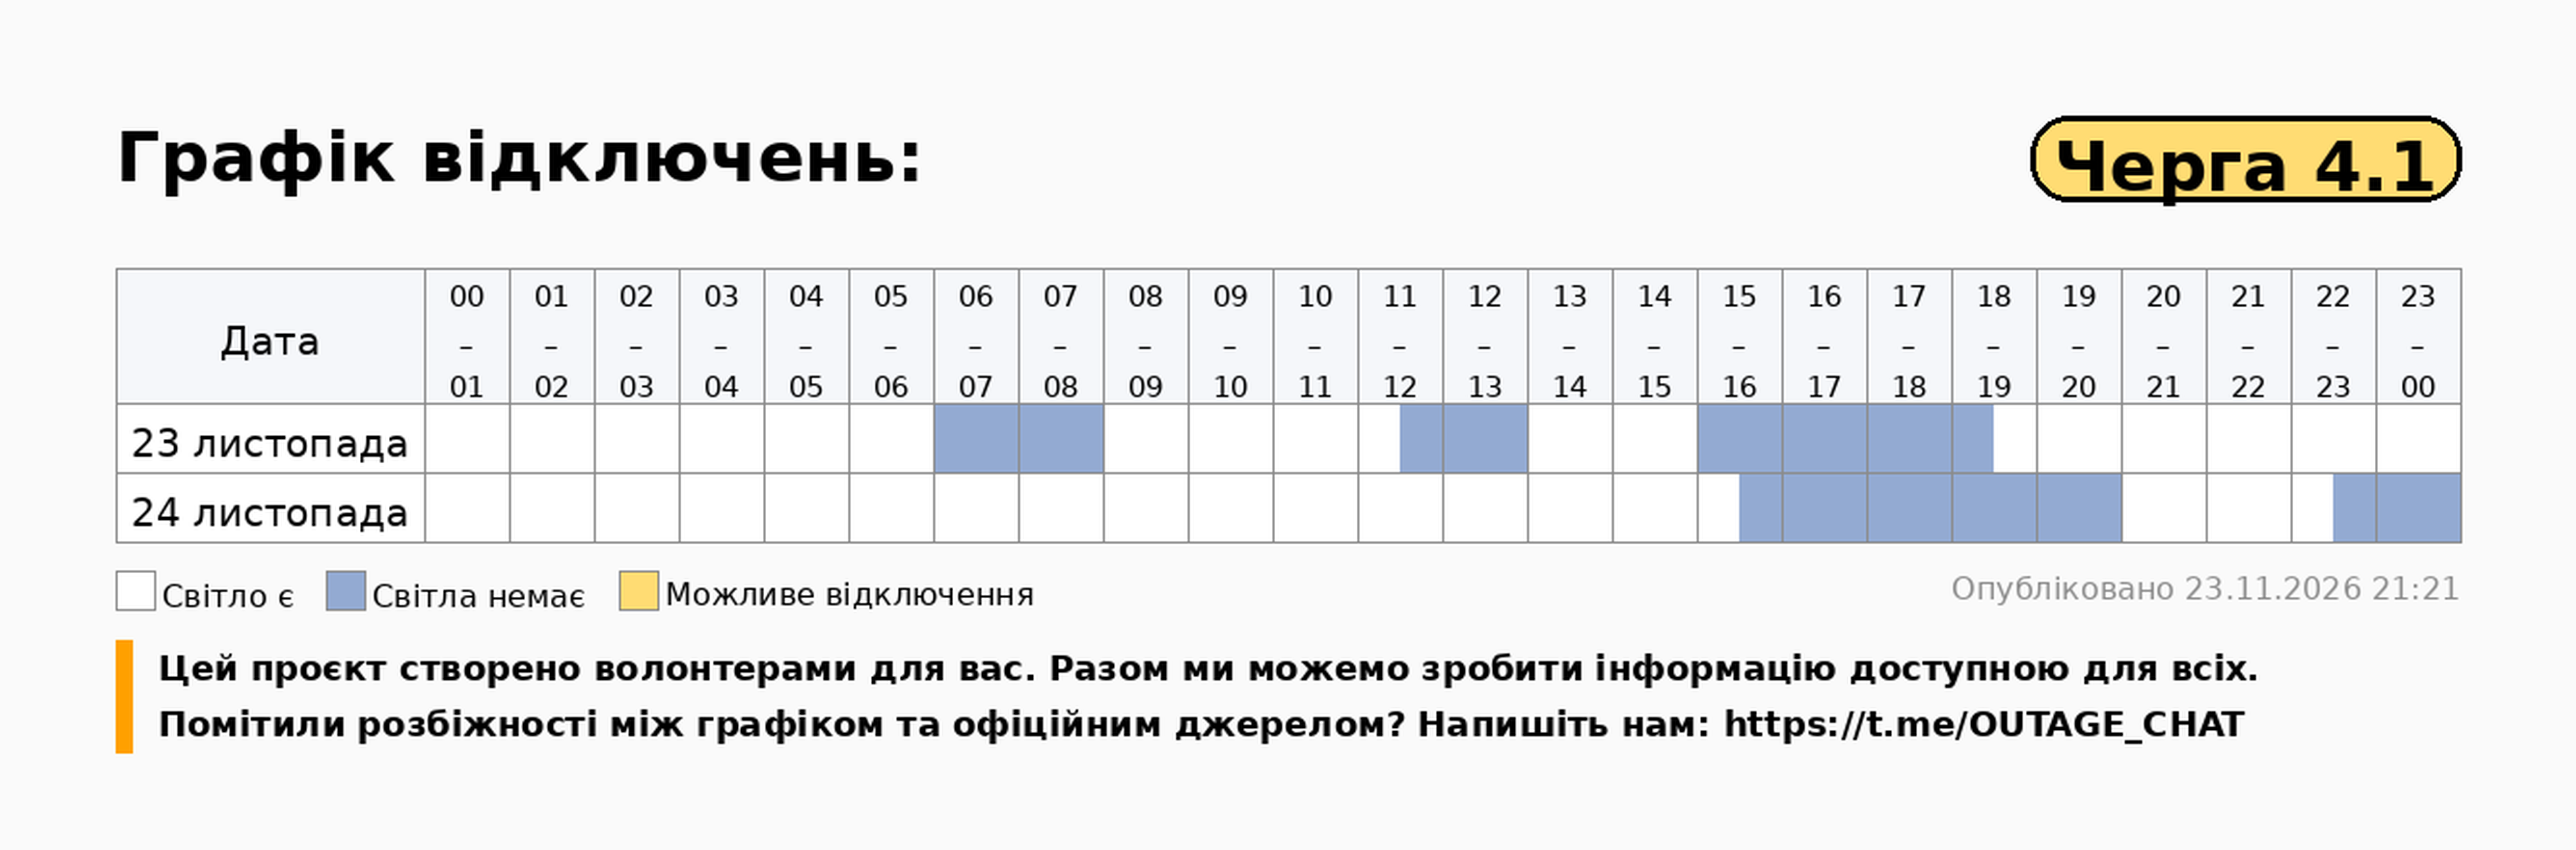 Графік відключень:
Черга 4.1
Дата
00 – 01
01 – 02
02 – 03
03 – 04
04 – 05
05 – 06
06 – 07
07 – 08
08 – 09
09 – 10
10 – 11
11 – 12
12 – 13
13 – 14
14 – 15
15 – 16
16 – 17
17 – 18
18 – 19
19 – 20
20 – 21
21 – 22
22 – 23
23 – 00
23 листопада
24 листопада
Світло є
Світла немає
Можливе відключення
Опубліковано 23.11.2026 21:21
Цей проєкт створено волонтерами для вас. Разом ми можемо зробити інформацію доступною для всіх.
Помітили розбіжності між графіком та офіційним джерелом? Напишіть нам: https://t.me/OUTAGE_CHAT